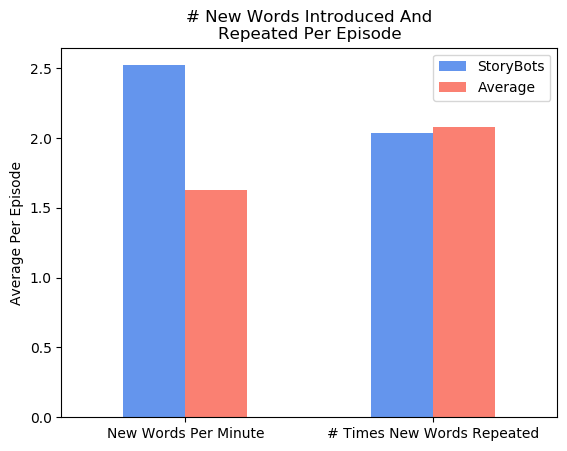 # New Words Introduced And
Repeated Per Episode
StoryBots
Average
Average Per Episode
2.5
2.0
1.5
1.0
0.5
0.0
New Words Per Minute
# Times New Words Repeated